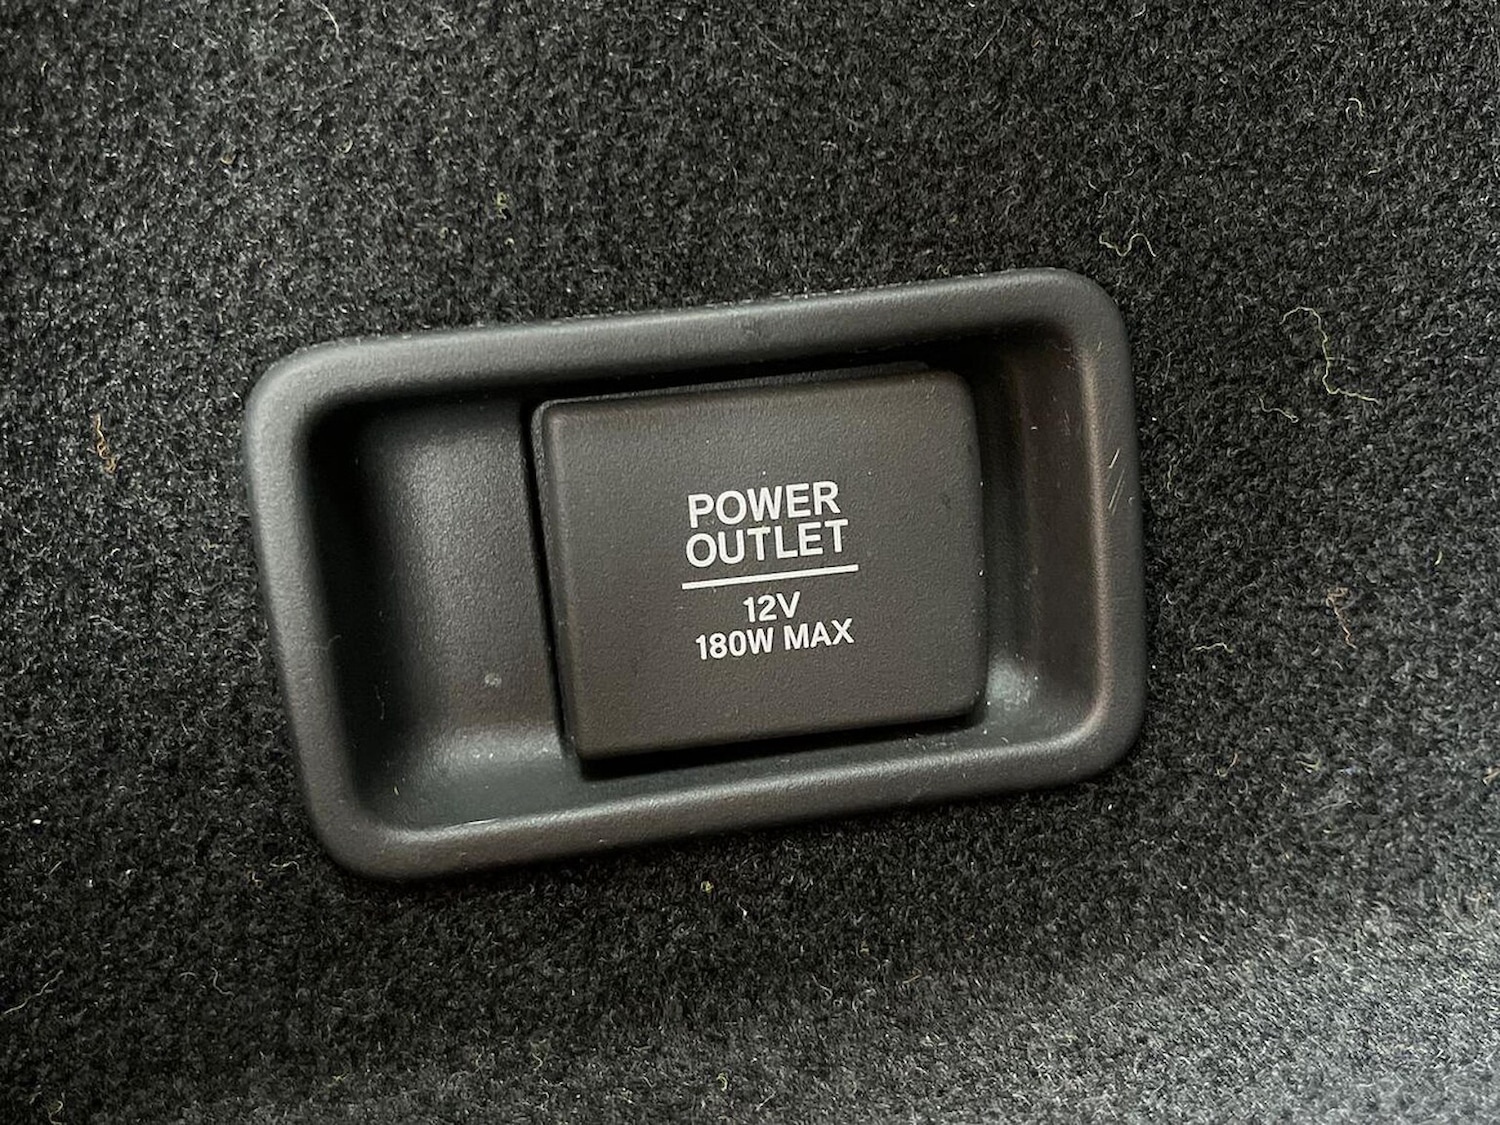 POWER
OUTLET
12V
180W MAX